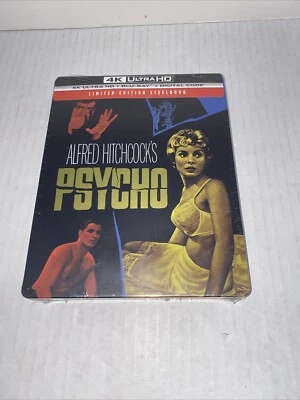 4K ULTRA HD
4K ULTRA HD + BLU-RAY + DIGITAL CODE
LIMITED EDITION STEELBOOK
ALFRED HITCHCOCK'S
PSYCHO